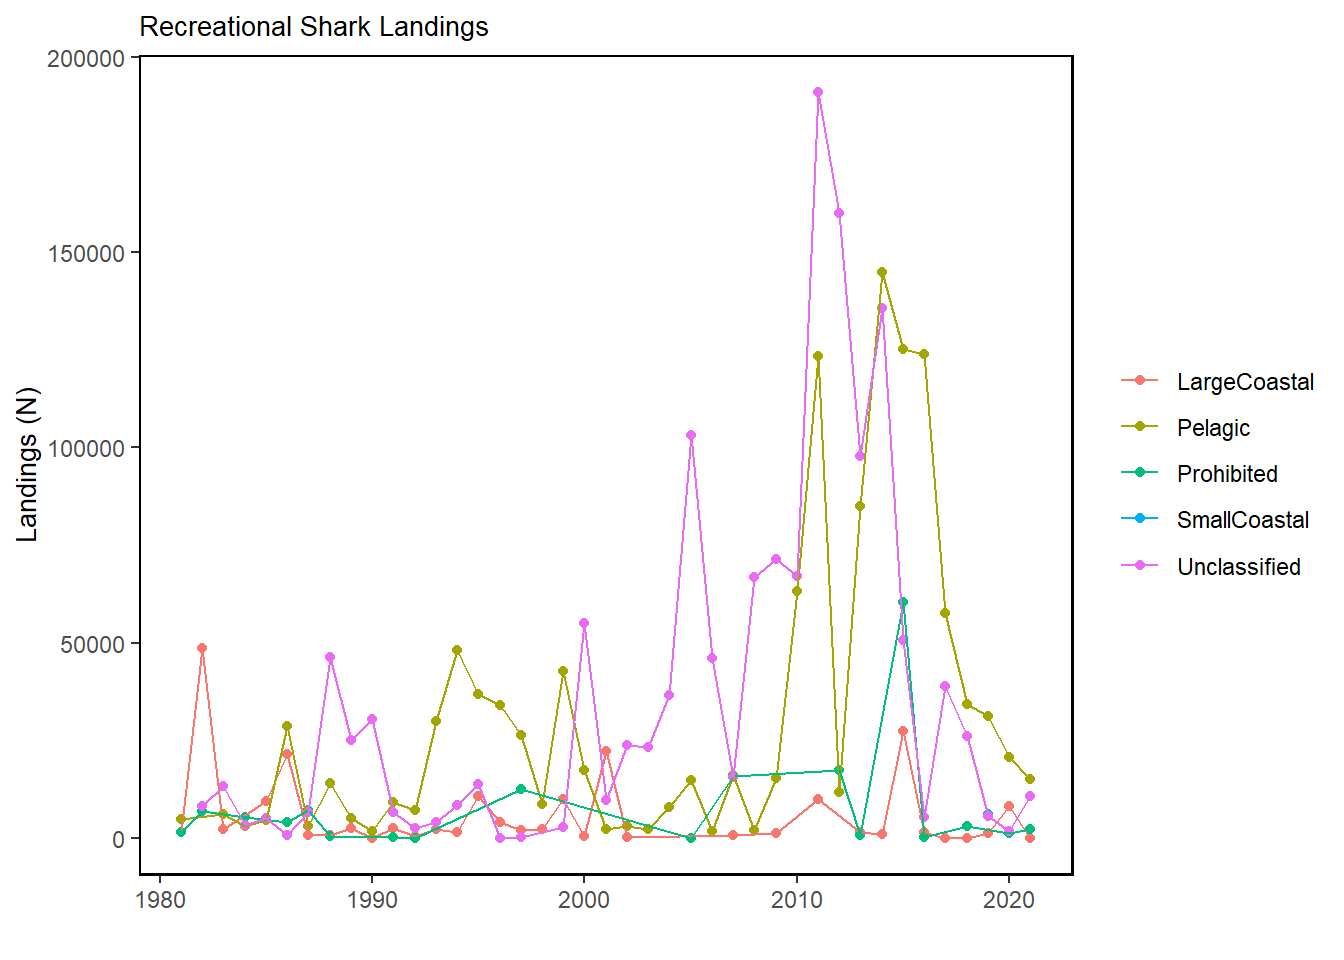 Recreational Shark Landings
Landings (N)
200000
150000
100000
50000
0
1980
1990
2000
2010
2020
LargeCoastal
Pelagic
Prohibited
SmallCoastal
Unclassified